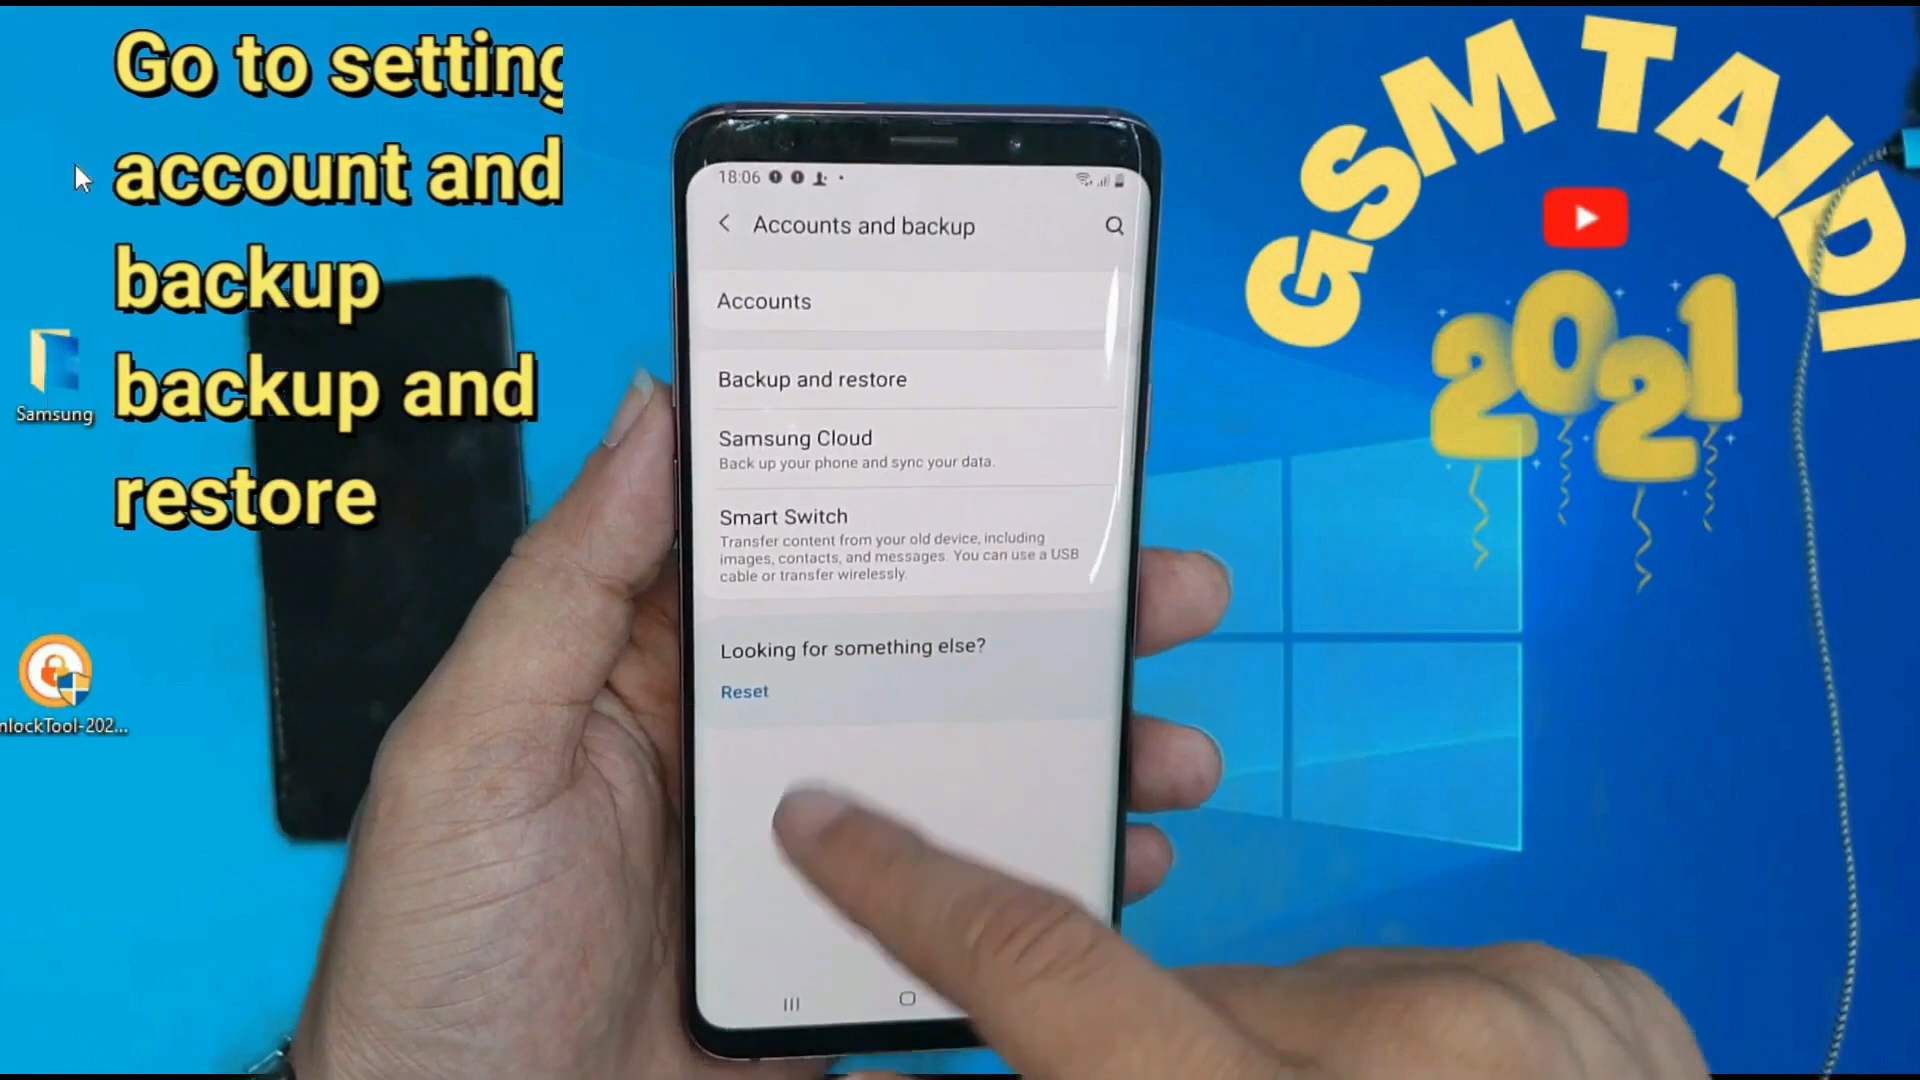 Go to setting
account and
backup
backup and
restore
GSM TAIDI
2021
Samsung
nlockTool-202...
18:06
Accounts and backup
Accounts
Backup and restore
Samsung Cloud
Back up your phone and sync your data.
Smart Switch
Transfer content from your old device, including
images, contacts, and messages. You can use a USB
cable or transfer wirelessly.
Looking for something else?
Reset